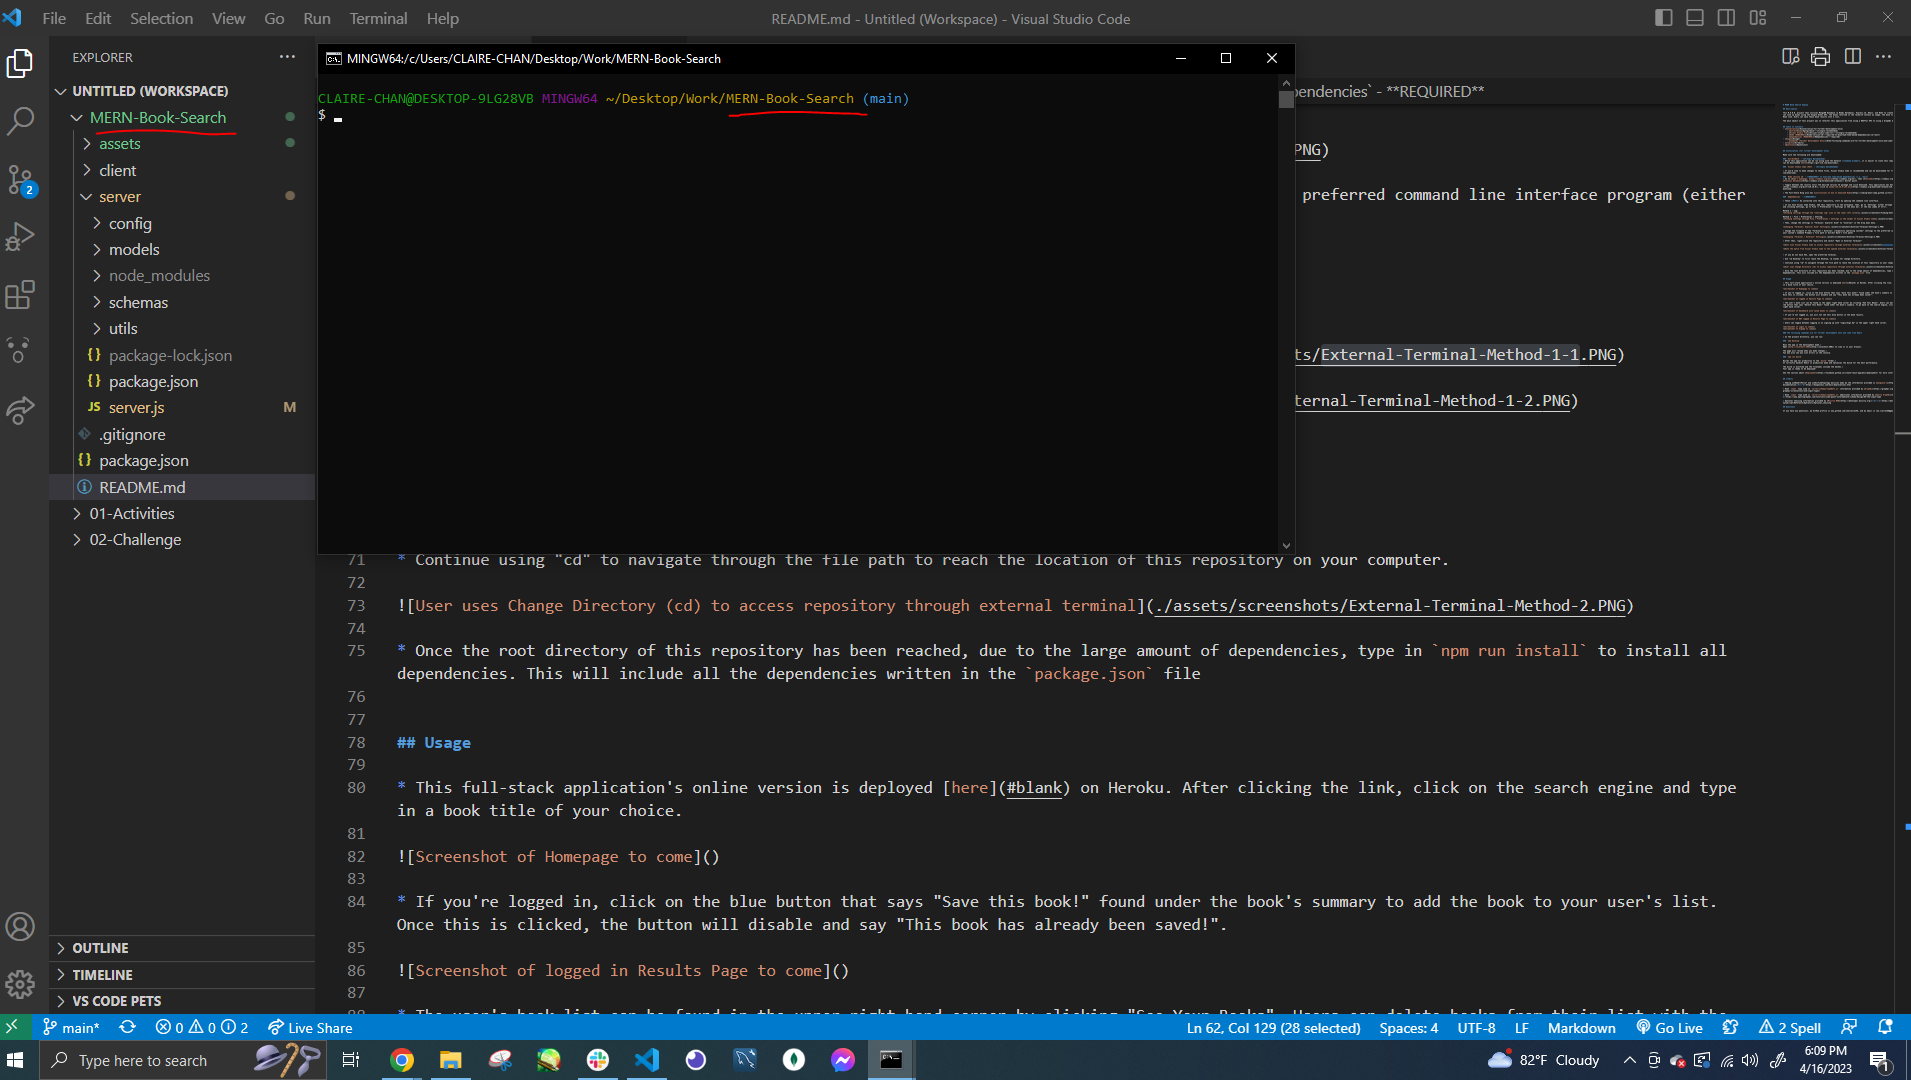 File Edit Selection View Go Run Terminal Help
README.md - Untitled (Workspace) - Visual Studio Code
EXPLORER
UNTITLED (WORKSPACE)
MERN-Book-Search
assets
client
server
config
models
node_modules
schemas
utils
{} package-lock.json
{} package.json
JS server.js M
.gitignore
{} package.json
README.md
01-Activities
02-Challenge
OUTLINE
TIMELINE
VS CODE PETS
2
MINGW64:/c/Users/CLAIRE-CHAN/Desktop/Work/MERN-Book-Search
CLAIRE-CHAN@DESKTOP-9LG28VB MINGW64 ~/Desktop/Work/MERN-Book-Search (main)
$
pendencies` - **REQUIRED**
PNG)
preferred command line interface program (either
ts/External-Terminal-Method-1-1.PNG)
ternal-Terminal-Method-1-2.PNG)
71 * Continue using "cd" to navigate through the file path to reach the location of this repository on your computer.
72
73 ![User uses Change Directory (cd) to access repository through external terminal](./assets/screenshots/External-Terminal-Method-2.PNG)
74
75 * Once the root directory of this repository has been reached, due to the large amount of dependencies, type in `npm run install` to install all
dependencies. This will include all the dependencies written in the `package.json` file
76
77
78 ## Usage
79
80 * This full-stack application's online version is deployed [here](#blank) on Heroku. After clicking the link, click on the search engine and type
in a book title of your choice.
81
82 ![Screenshot of Homepage to come]()
83
84 * If you're logged in, click on the blue button that says "Save this book!" found under the book's summary to add the book to your user's list.
Once this is clicked, the button will disable and say "This book has already been saved!".
85
86 ![Screenshot of logged in Results Page to come]()
87
main* 0 0 2 Live Share
Ln 62, Col 129 (28 selected) Spaces: 4 UTF-8 LF Markdown Go Live 2 Spell
Type here to search
82°F Cloudy
6:09 PM
4/16/2023
1